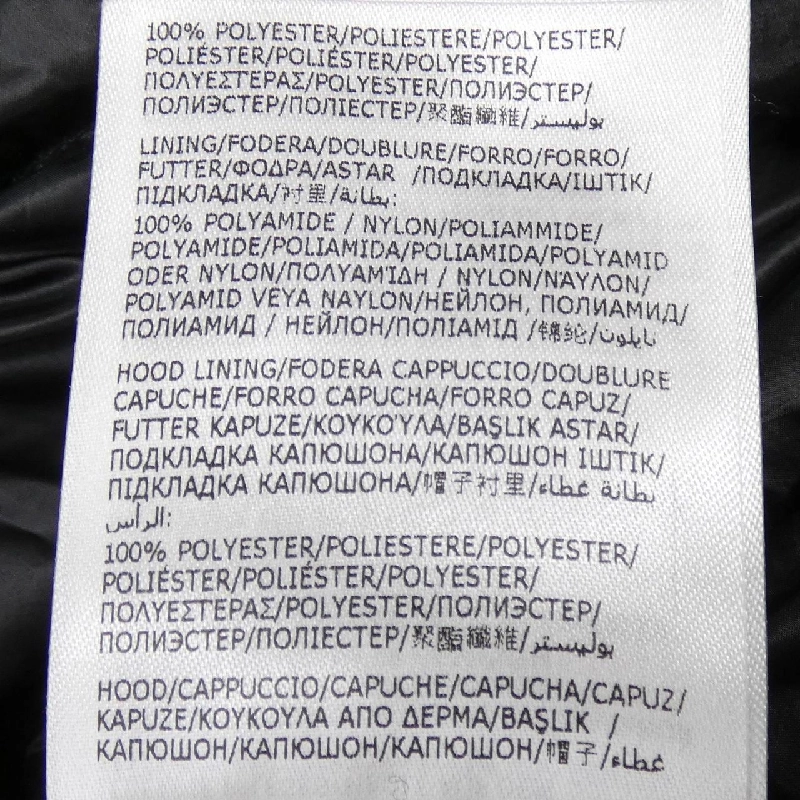 100% POLYESTER/POLIESTERE/POLYESTER/
POLIÉSTER/POLIÉSTER/POLYESTER/
ΠΟΛΥΕΣΤΕΡΑΣ/POLYESTER/ПОЛИЭСТЕР/
ПОЛИЭСТЕР/ПОЛІЕСТЕР/聚酯纖維/بوليستر
LINING/FODERA/DOUBLURE/FORRO/FORRO/
FUTTER/ΦΟΔΡΑ/ASTAR /ПОДКЛАДКА/ІШТІК/
ПІДКЛАДКА/衬里/بطانة:
100% POLYAMIDE / NYLON/POLIAMMIDE/
POLYAMIDE/POLIAMIDA/POLIAMIDA/POLYAMID
ODER NYLON/ΠΟΛΥΑΜΊΔΗ / NYLON/ΝΆΥΛΟΝ/
POLYAMID VEYA NAYLON/НЕЙЛОН, ПОЛИАМИД/
ПОЛИАМИД / НЕЙЛОН/ПОЛІАМІД /锦纶/نايلون
HOOD LINING/FODERA CAPPUCCIO/DOUBLURE
CAPUCHE/FORRO CAPUCHA/FORRO CAPUZ/
FUTTER KAPUZE/ΚΟΥΚΟΎΛΑ/BAŞLIK ASTAR/
ПОДКЛАДКА КАПЮШОНА/КАПЮШОН ІШТІК/
ПІДКЛАДКА КАПЮШОНА/帽子衬里/بطانة غطاء
الرأس:
100% POLYESTER/POLIESTERE/POLYESTER/
POLIÉSTER/POLIÉSTER/POLYESTER/
ΠΟΛΥΕΣΤΕΡΑΣ/POLYESTER/ПОЛИЭСТЕР/
ПОЛИЭСТЕР/ПОЛІЕСТЕР/聚酯纖維/بوليستر
HOOD/CAPPUCCIO/CAPUCHE/CAPUCHA/CAPUZ/
KAPUZE/ΚΟΥΚΟΥΛΑ ΑΠΟ ΔΕΡΜΑ/BAŞLIK /
КАПЮШОН/КАПЮШОН/КАПЮШОН/帽子/غطاء